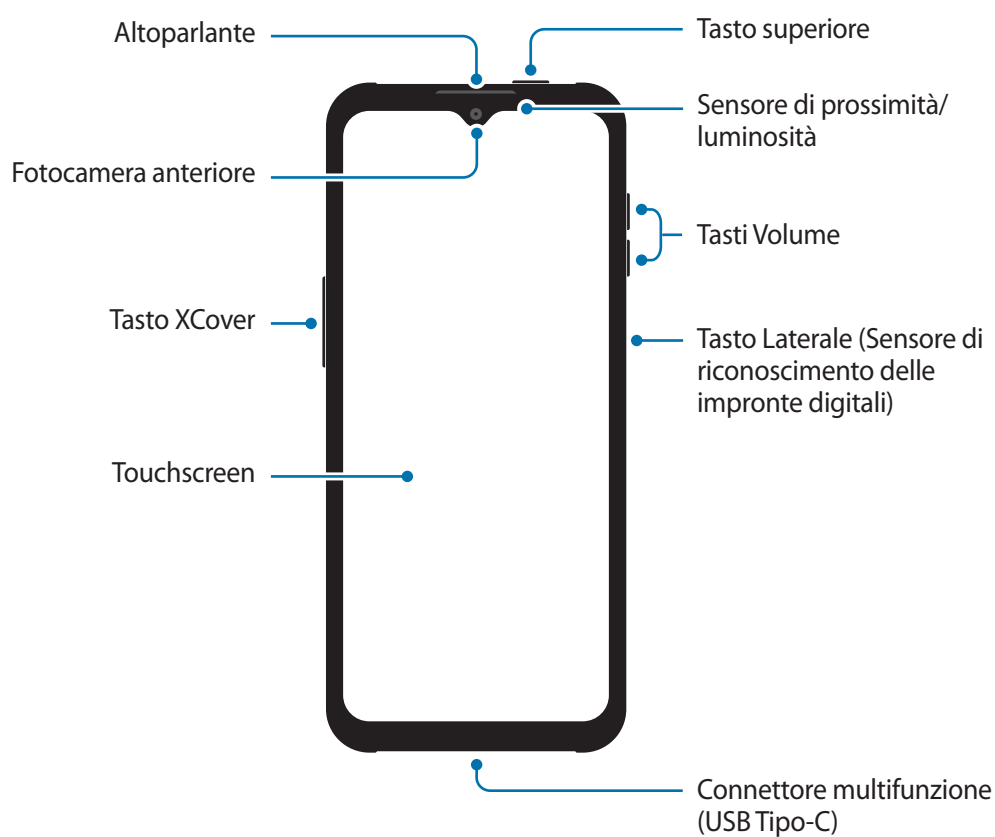 Altoparlante
Fotocamera anteriore
Tasto XCover
Touchscreen
Tasto superiore
Sensore di prossimità/
luminosità
Tasti Volume
Tasto Laterale (Sensore di
riconoscimento delle
impronte digitali)
Connettore multifunzione
(USB Tipo-C)